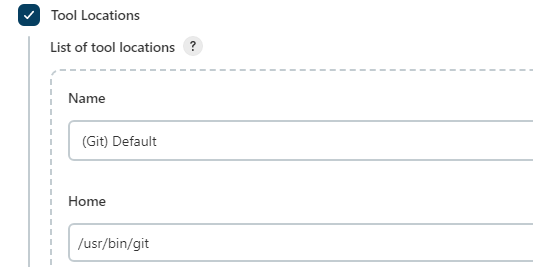 Tool Locations
List of tool locations ?
Name
(Git) Default
Home
/usr/bin/git